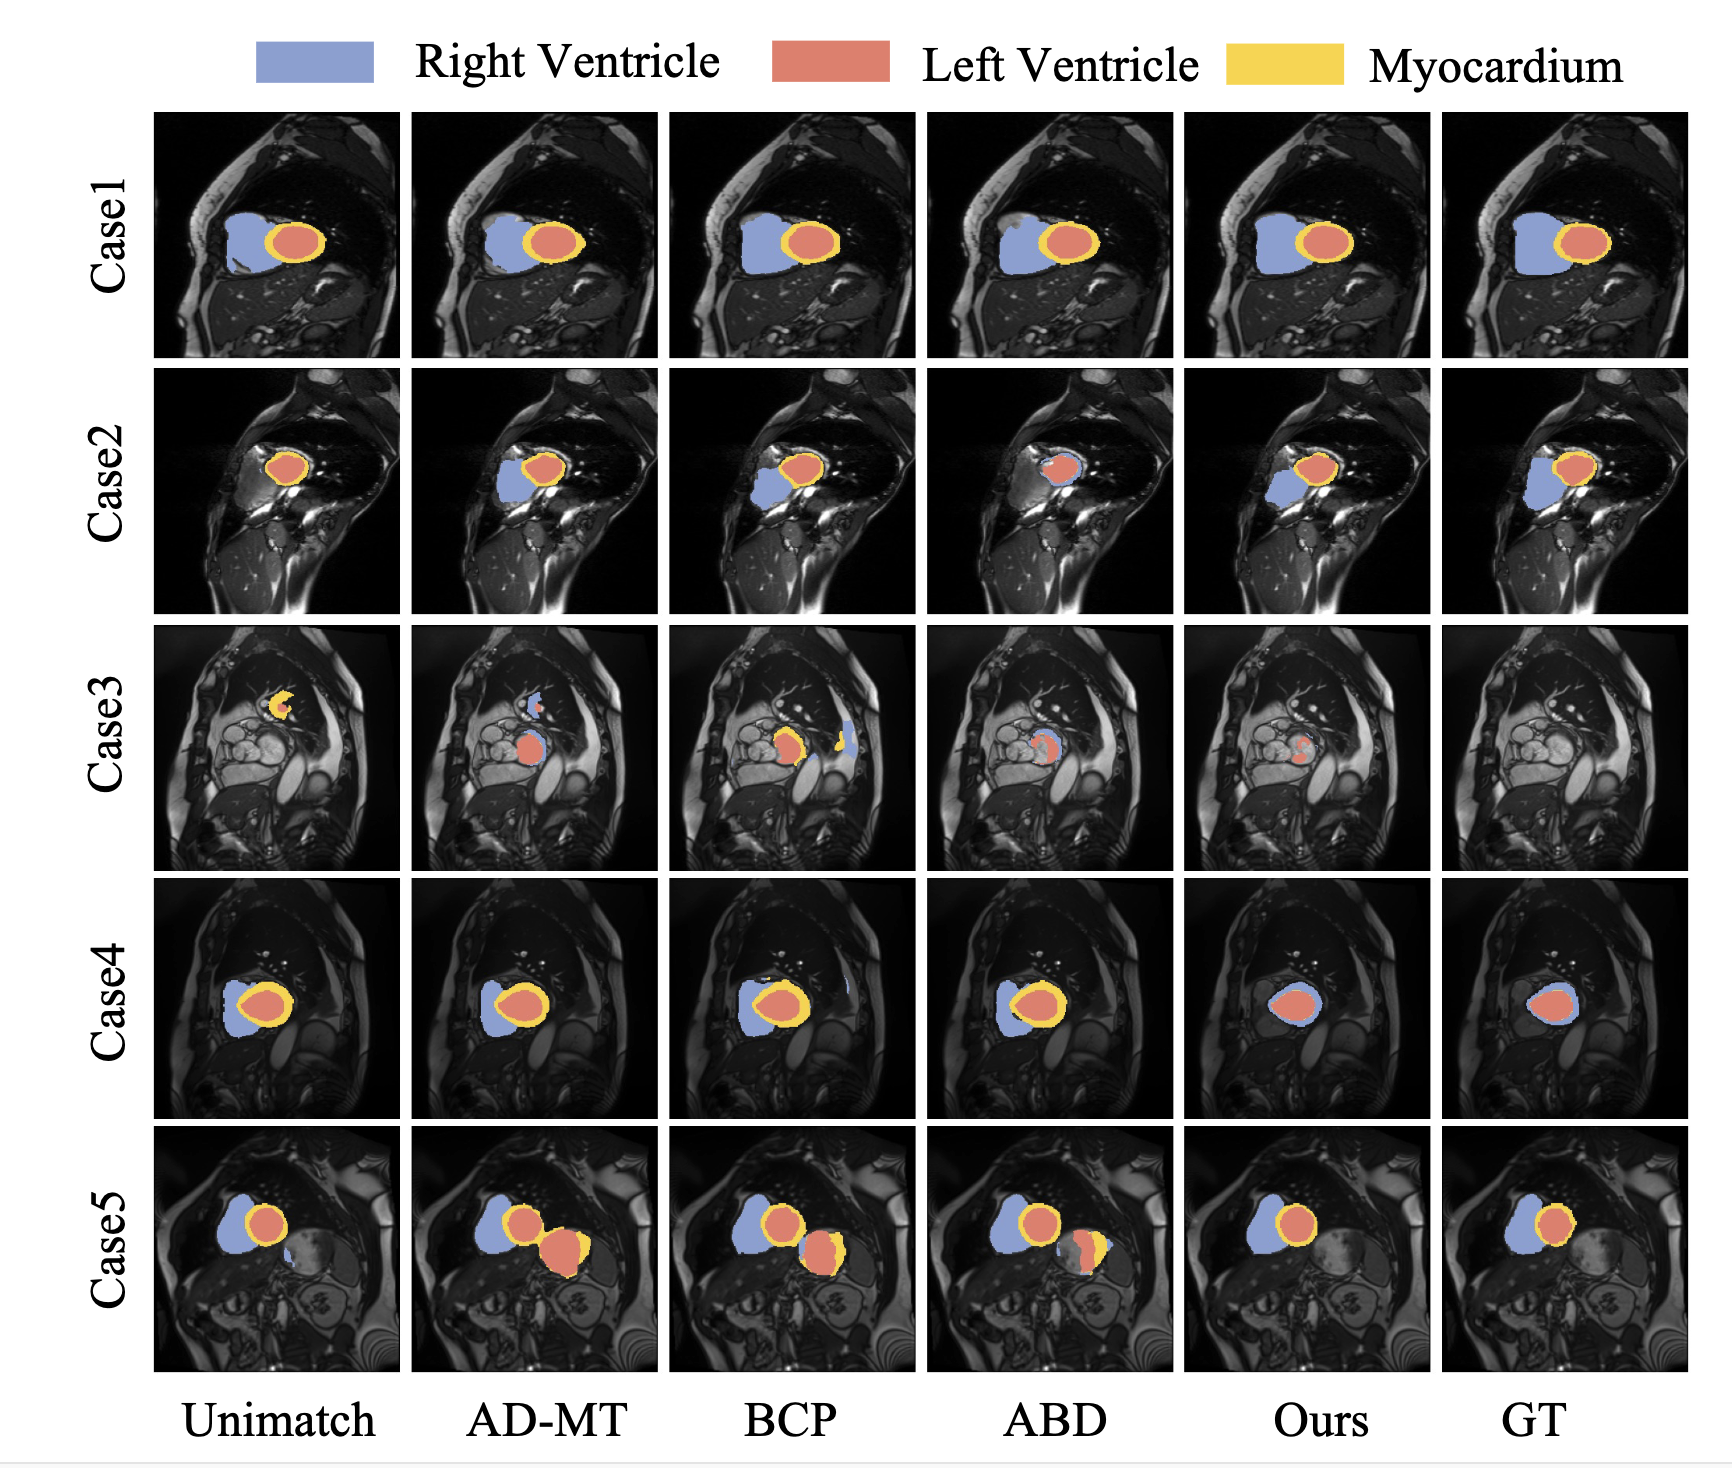 Right Ventricle Left Ventricle Myocardium
Case1
Case2
Case3
Case4
Case5
Unimatch AD-MT BCP ABD Ours GT